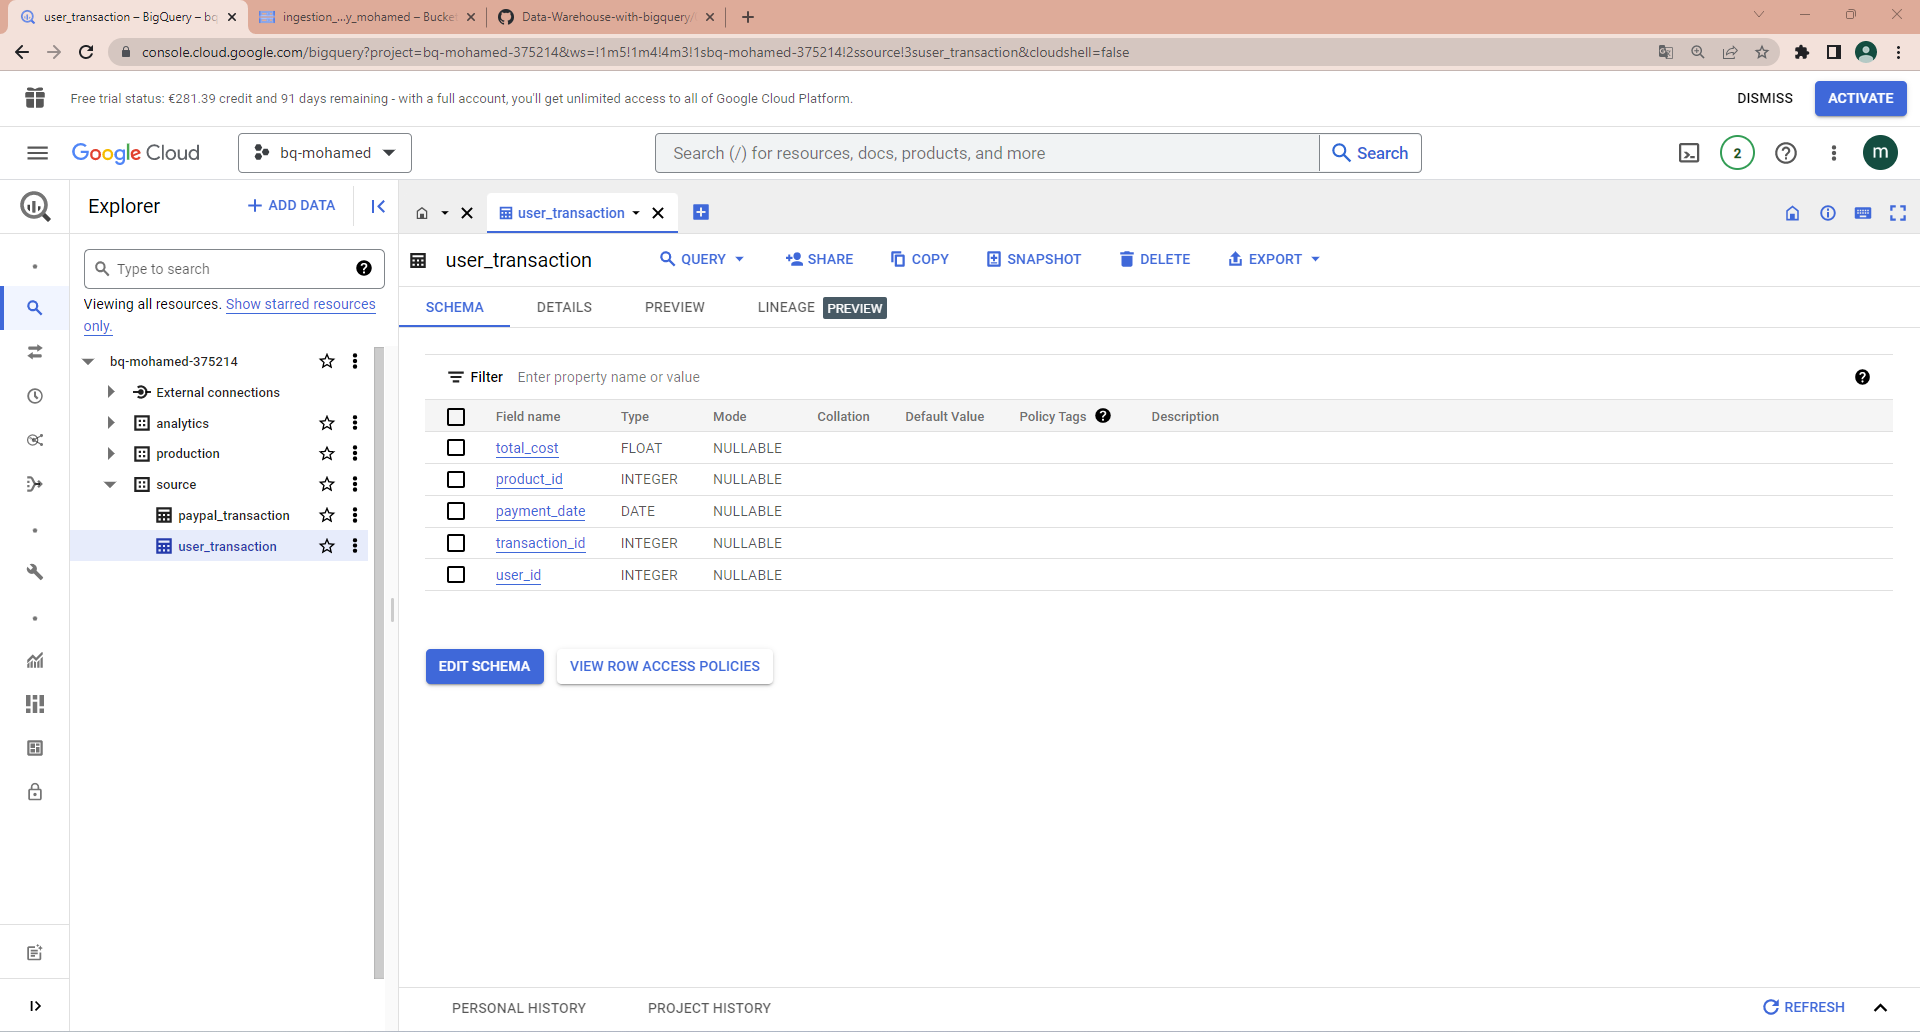 user_transaction – BigQuery – bq
ingestion_...y_mohamed – Bucket
Data-Warehouse-with-bigquery/
console.cloud.google.com/bigquery?project=bq-mohamed-375214&ws=!1m5!1m4!4m3!1sbq-mohamed-375214!2ssource!3suser_transaction&cloudshell=false
Free trial status: €281.39 credit and 91 days remaining - with a full account, you'll get unlimited access to all of Google Cloud Platform.
DISMISS
ACTIVATE
Google Cloud
bq-mohamed
Search (/) for resources, docs, products, and more
Search
2
m
Explorer
+ ADD DATA
user_transaction
Type to search
Viewing all resources. Show starred resources
only.
bq-mohamed-375214
External connections
analytics
production
source
paypal_transaction
user_transaction
user_transaction
QUERY
SHARE
COPY
SNAPSHOT
DELETE
EXPORT
SCHEMA
DETAILS
PREVIEW
LINEAGE PREVIEW
Filter Enter property name or value
Field name Type Mode Collation Default Value Policy Tags Description
total_cost FLOAT NULLABLE
product_id INTEGER NULLABLE
payment_date DATE NULLABLE
transaction_id INTEGER NULLABLE
user_id INTEGER NULLABLE
EDIT SCHEMA
VIEW ROW ACCESS POLICIES
PERSONAL HISTORY
PROJECT HISTORY
REFRESH